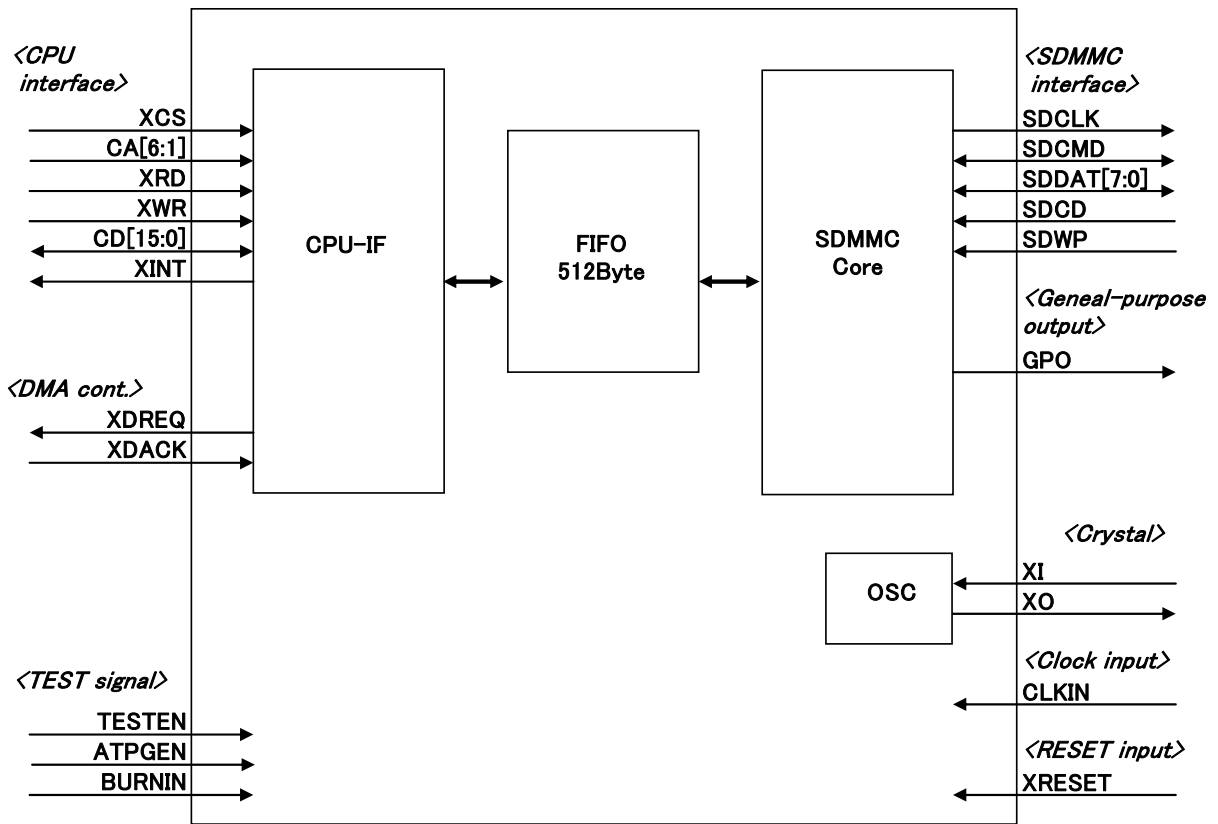 <CPU
interface>
XCS
CA[6:1]
XRD
XWR
CD[15:0]
XINT
<DMA cont.>
XDREQ
XDACK
<TEST signal>
TESTEN
ATPGEN
BURNIN
CPU-IF
FIFO
512Byte
SDMMC
Core
OSC
<SDMMC
interface>
SDCLK
SDCMD
SDDAT[7:0]
SDCD
SDWP
<Geneal-purpose
output>
GPO
<Crystal>
XI
XO
<Clock input>
CLKIN
<RESET input>
XRESET